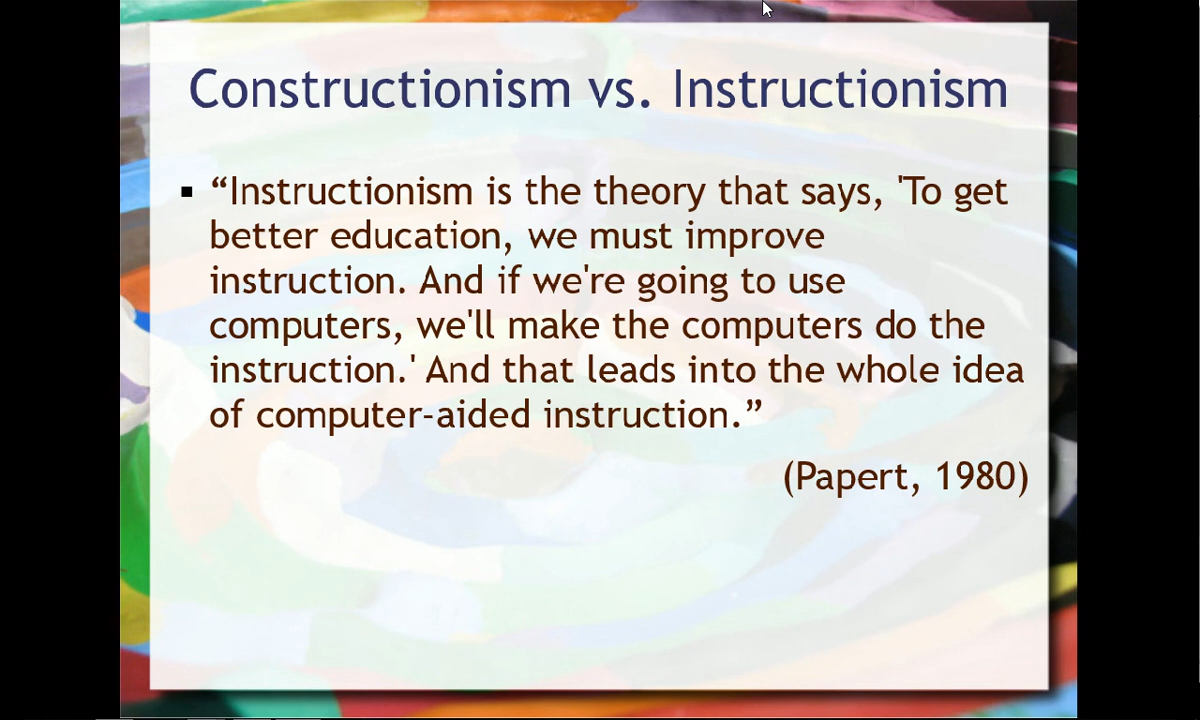 Constructionism vs. Instructionism
▪ “Instructionism is the theory that says, 'To get
better education, we must improve
instruction. And if we're going to use
computers, we'll make the computers do the
instruction.' And that leads into the whole idea
of computer-aided instruction.”
(Papert, 1980)